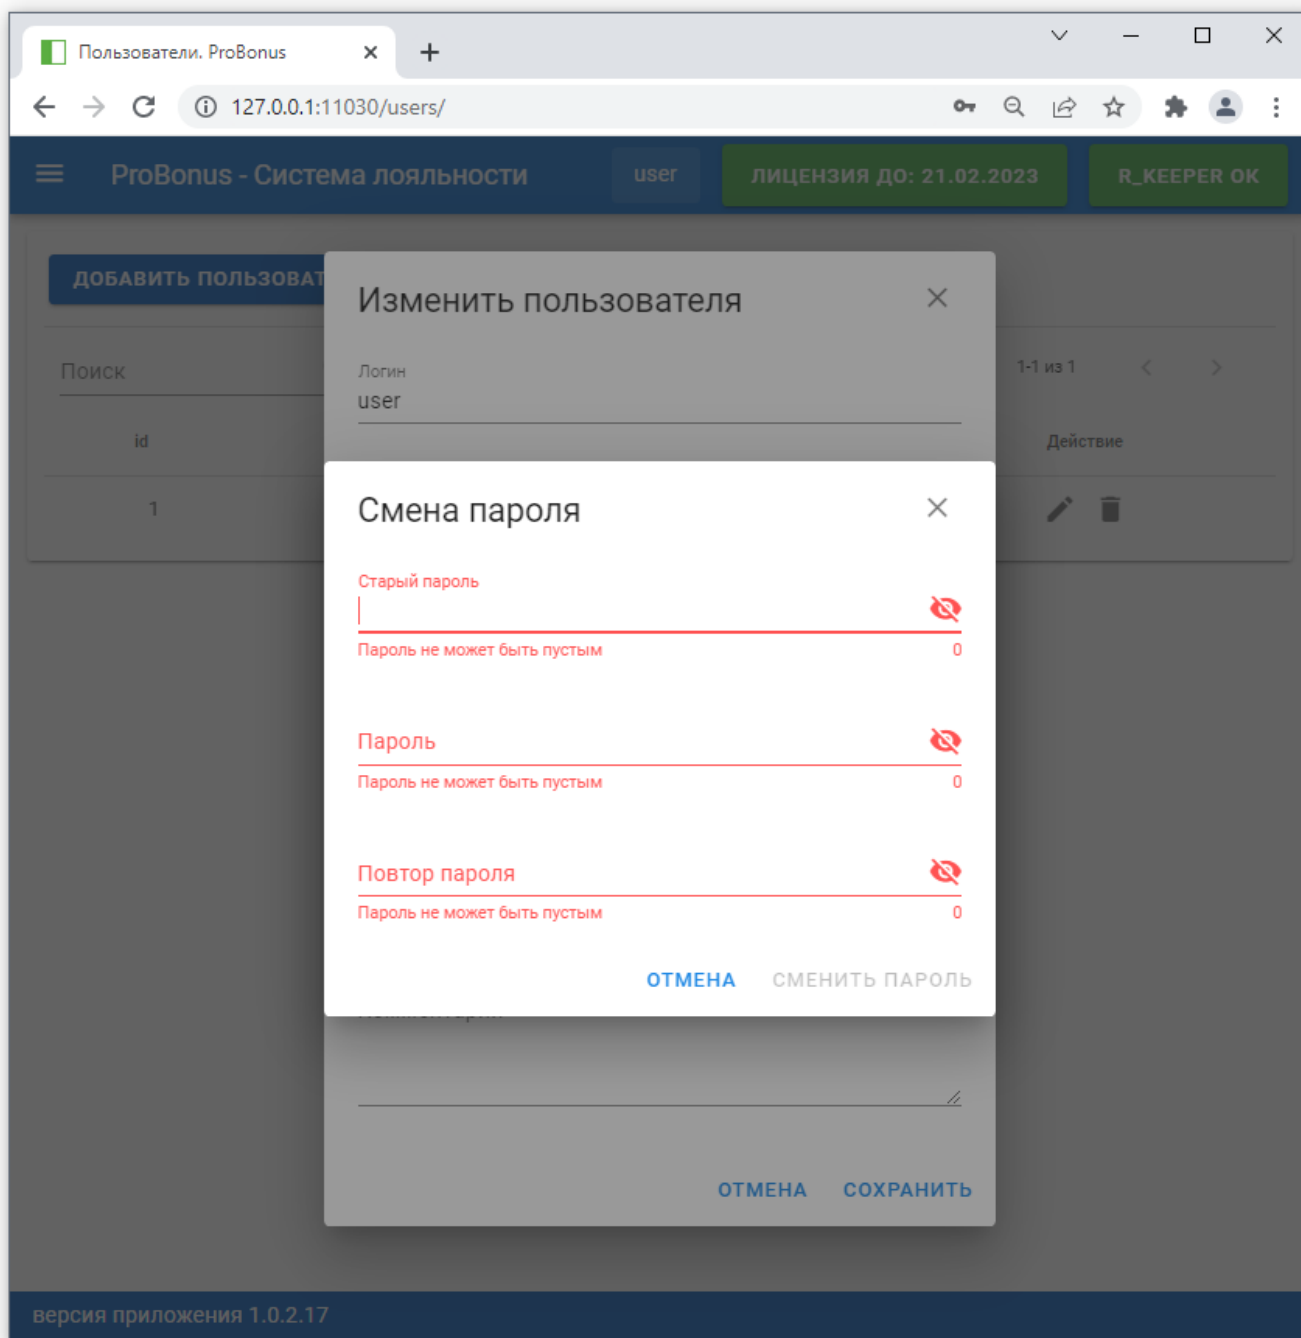 Пользователи. ProBonus
127.0.0.1:11030/users/
ProBonus - Система лояльности
user
ЛИЦЕНЗИЯ ДО: 21.02.2023
R_KEEPER OK
ДОБАВИТЬ
Изменить пользователя
Поиск
1-1 из 1
Логин
user
id
Действие
1
Смена пароля
Старый пароль
Пароль не может быть пустым
0
Пароль
Пароль не может быть пустым
0
Повтор пароля
Пароль не может быть пустым
0
ОТМЕНА
СМЕНИТЬ ПАРОЛЬ
ОТМЕНА
СОХРАНИТЬ
версия приложения 1.0.2.17